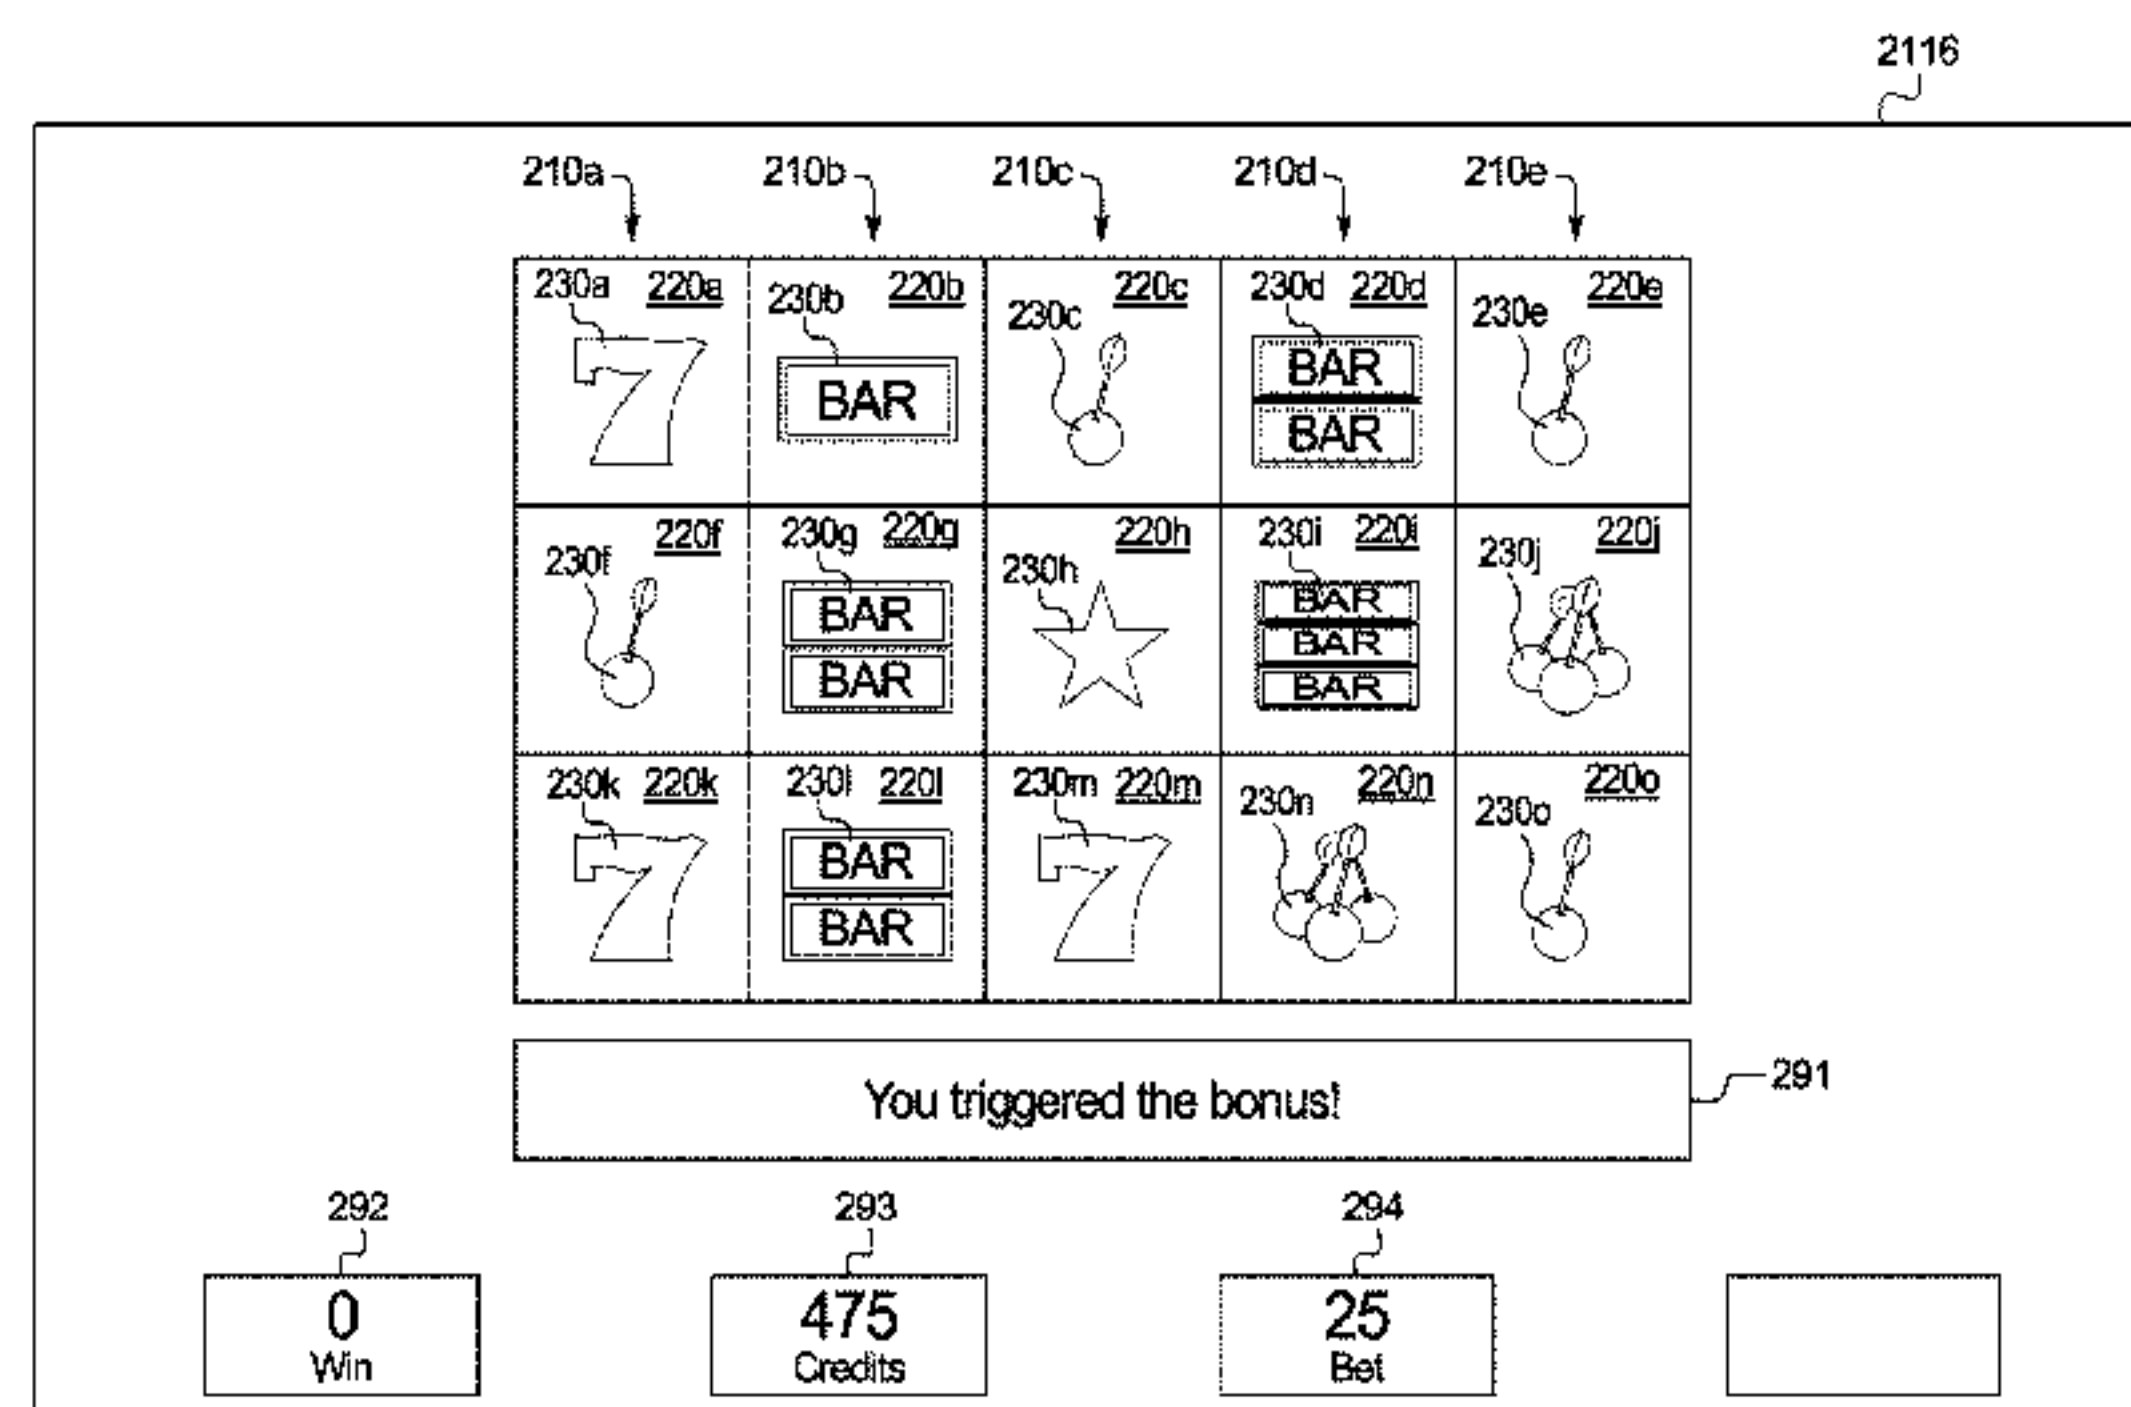 2116
210a 210b 210c 210d 210e
230a 220a 230b 220b 230c 220c 230d 220d 230e 220e
BAR BAR
BAR
230f 220f 230g 220g 230h 220h 230i 220i 230j 220j
BAR BAR
BAR BAR
BAR
230k 220k 230l 220l 230m 220m 230n 220n 230o 220o
BAR
BAR
You triggered the bonus! 291
292 293 294
0 475 25
Win Credits Bet